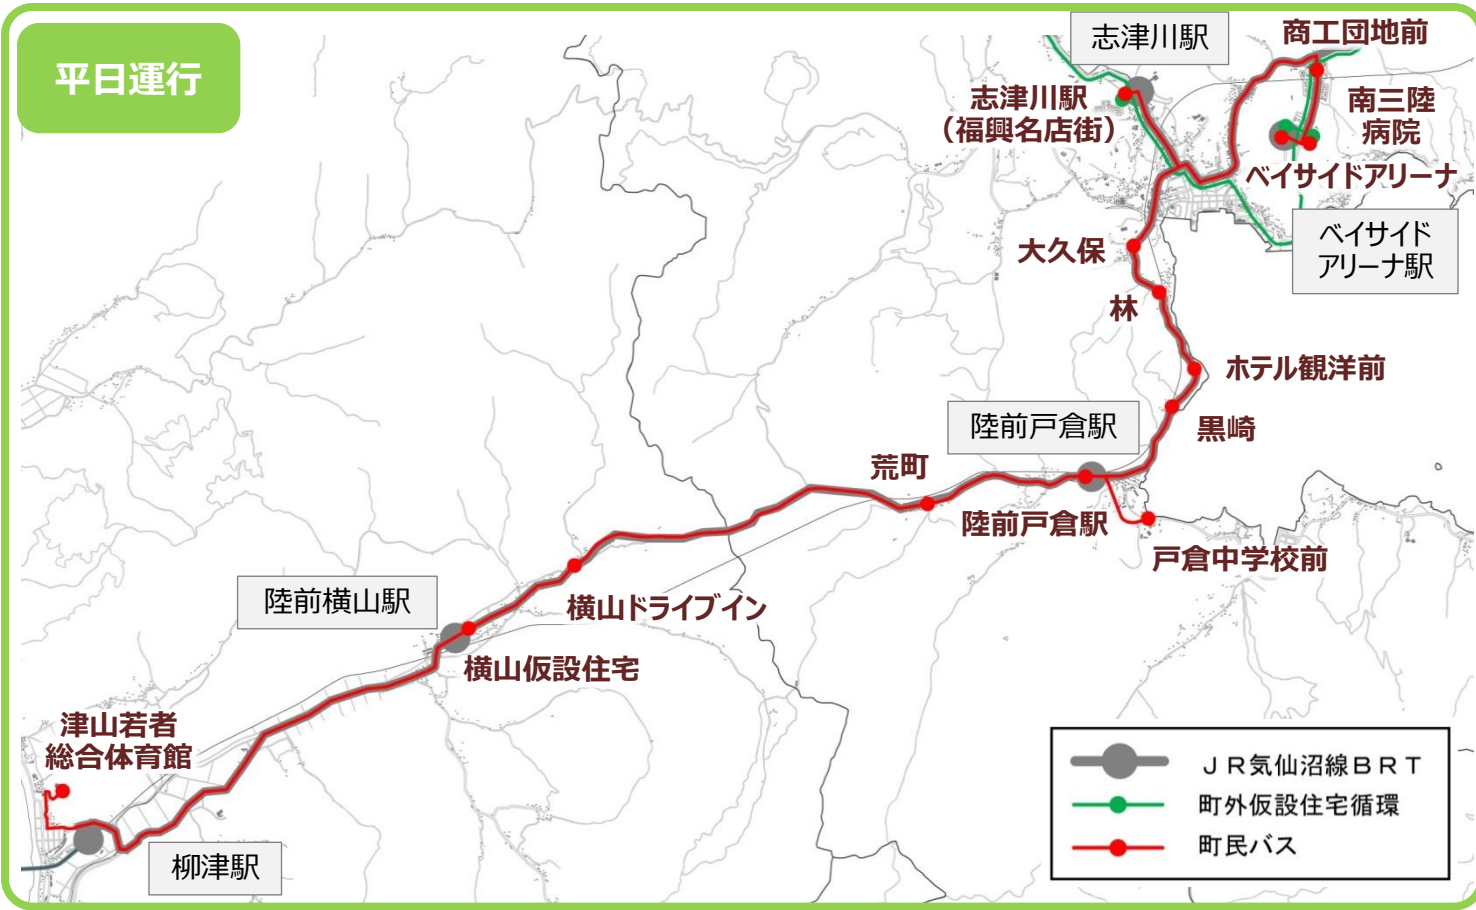 平日運行
志津川駅
商工団地前
志津川駅
（福興名店街）
南三陸
病院
ベイサイドアリーナ
ベイサイド
アリーナ駅
大久保
林
ホテル観洋前
陸前戸倉駅
黒崎
荒町
陸前戸倉駅
戸倉中学校前
陸前横山駅
横山ドライブイン
横山仮設住宅
津山若者
総合体育館
柳津駅
ＪＲ気仙沼線ＢＲＴ
町外仮設住宅循環
町民バス